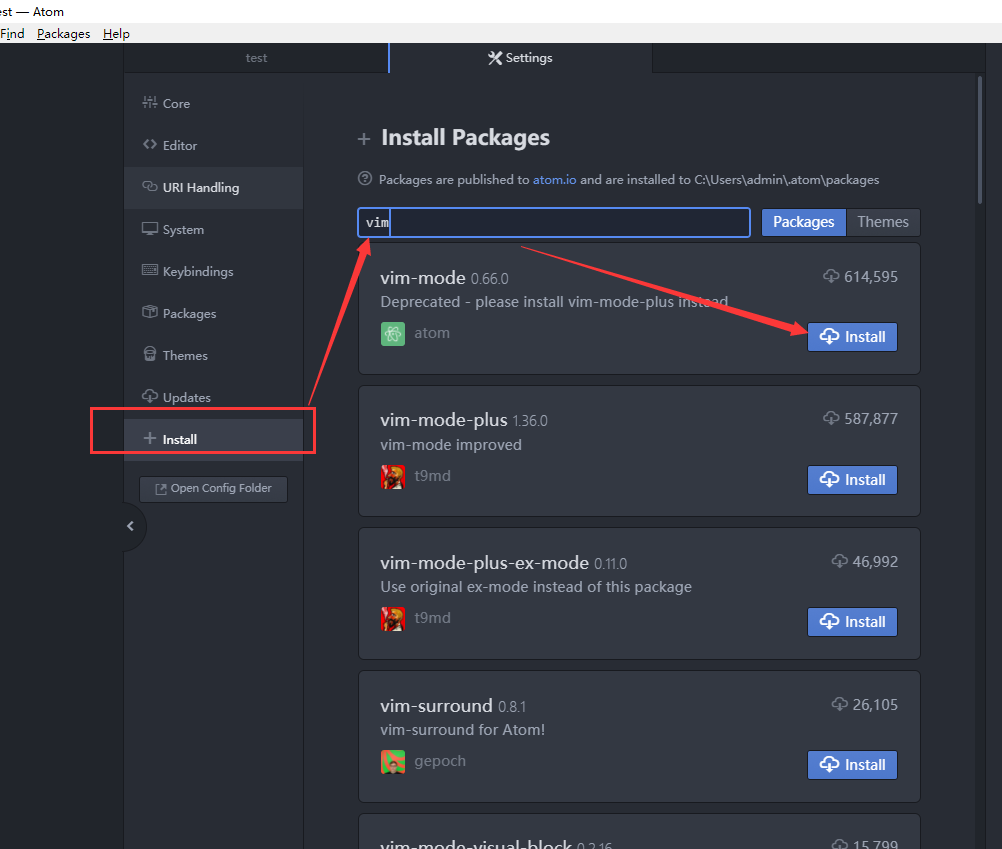 est — Atom
Find Packages Help
test
Settings
Core
Editor
URI Handling
System
Keybindings
Packages
Themes
Updates
Install
Open Config Folder
Install Packages
Packages are published to atom.io and are installed to C:\Users\admin\.atom\packages
vim
Packages Themes
vim-mode 0.66.0 614,595
Deprecated - please install vim-mode-plus instead
atom
Install
vim-mode-plus 1.36.0 587,877
vim-mode improved
t9md
Install
vim-mode-plus-ex-mode 0.11.0 46,992
Use original ex-mode instead of this package
t9md
Install
vim-surround 0.8.1 26,105
vim-surround for Atom!
gepoch
Install
vim-mode-visual-block 0.2.16 15,799